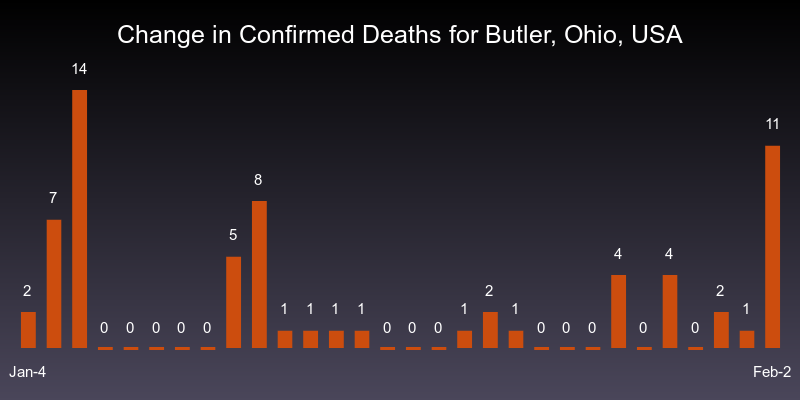 Change in Confirmed Deaths for Butler, Ohio, USA
2 7 14 0 0 0 0 0 5 8 1 1 1 1 0 0 0 1 2 1 0 0 0 4 0 4 0 2 1 11
Jan-4 Feb-2